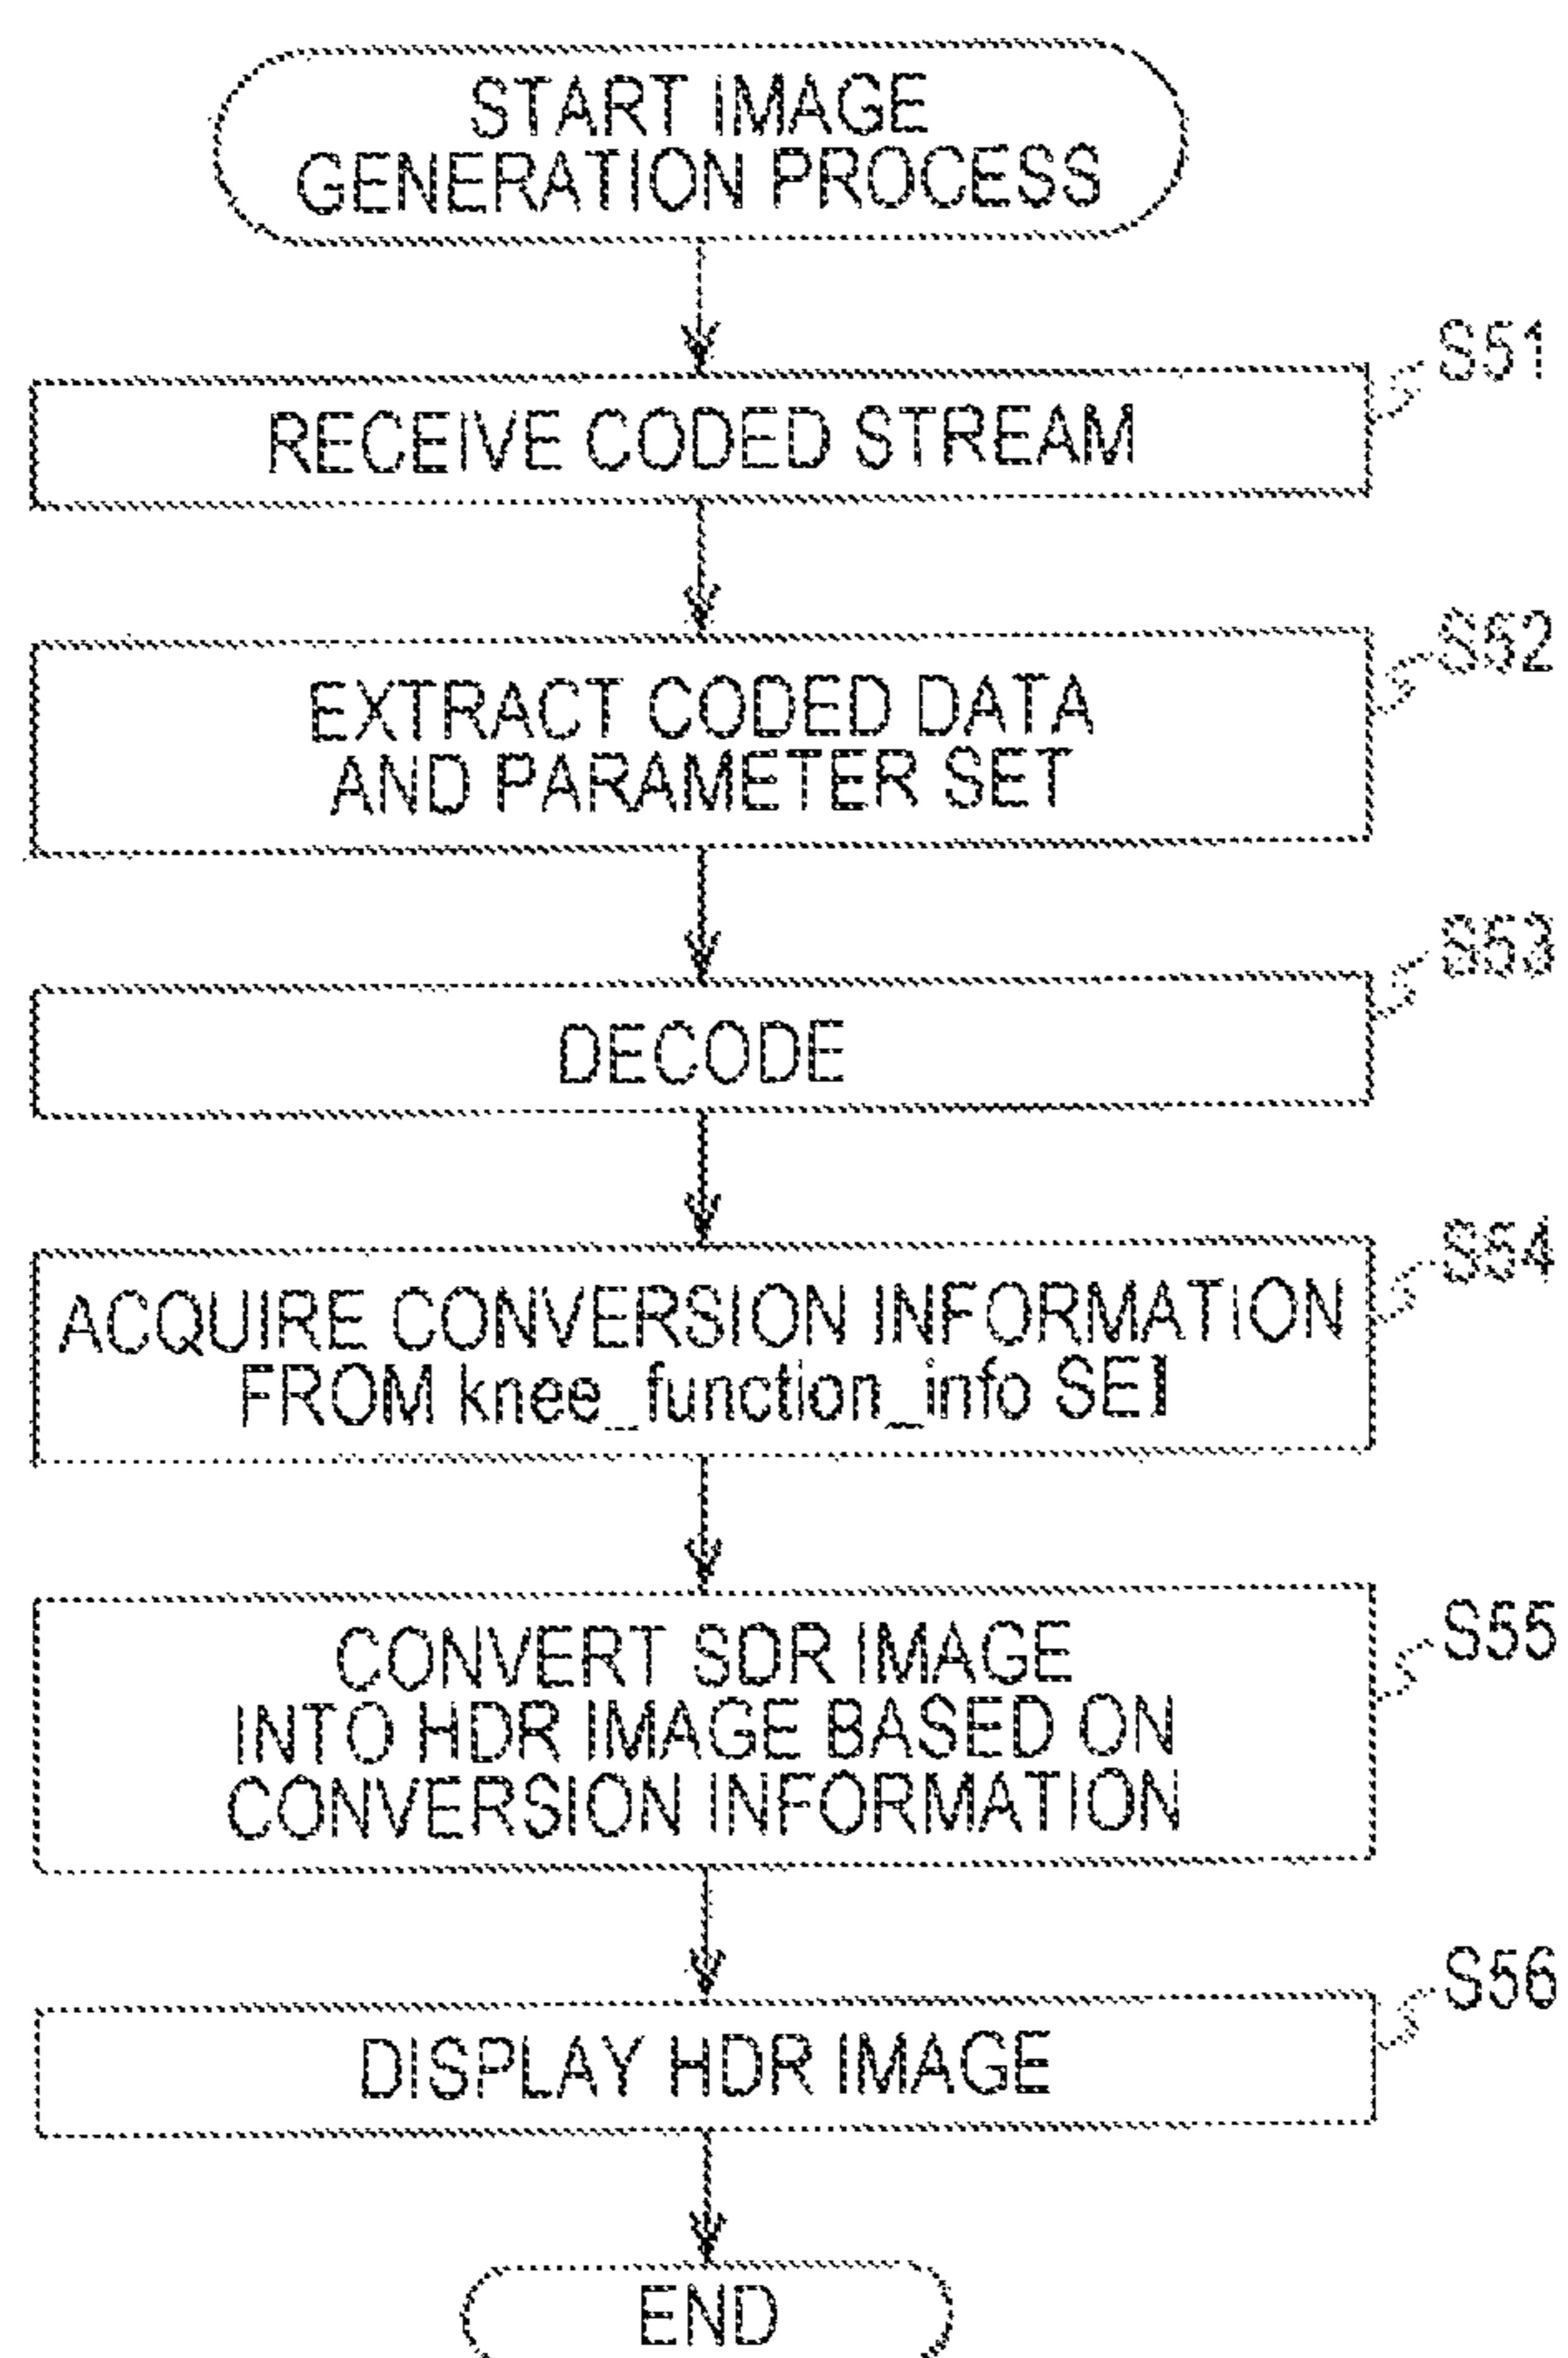 START IMAGE
GENERATION PROCESS
S51
RECEIVE CODED STREAM
S52
EXTRACT CODED DATA
AND PARAMETER SET
S53
DECODE
S54
ACQUIRE CONVERSION INFORMATION
FROM knee_function_info SEI
S55
CONVERT SDR IMAGE
INTO HDR IMAGE BASED ON
CONVERSION INFORMATION
S56
DISPLAY HDR IMAGE
END